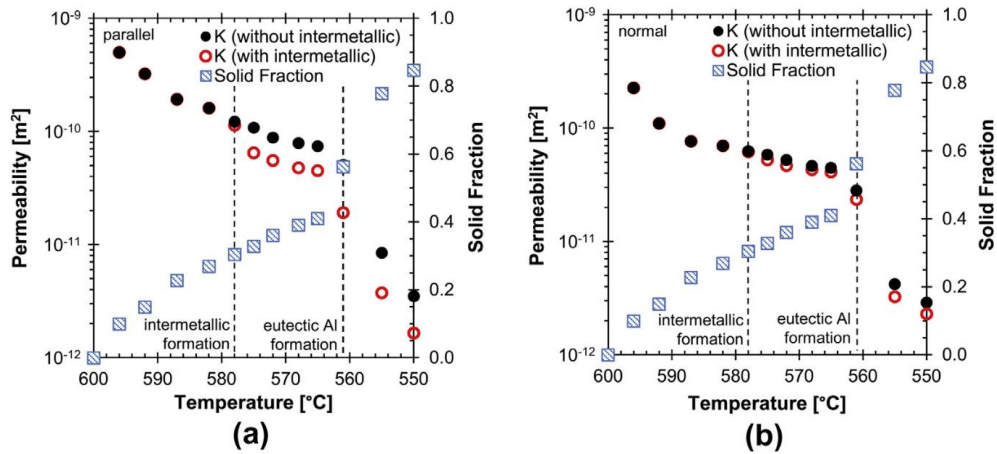 parallel
K (without intermetallic)
K (with intermetallic)
Solid Fraction
10-9
10-10
10-11
10-12
Permeability [m2]
1.0
0.8
0.6
0.4
0.2
0.0
Solid Fraction
intermetallic
formation
eutectic Al
formation
600 590 580 570 560 550
Temperature [°C]
(a)
normal
K (without intermetallic)
K (with intermetallic)
Solid Fraction
10-9
10-10
10-11
10-12
Permeability [m2]
1.0
0.8
0.6
0.4
0.2
0.0
Solid Fraction
intermetallic
formation
eutectic Al
formation
600 590 580 570 560 550
Temperature [°C]
(b)